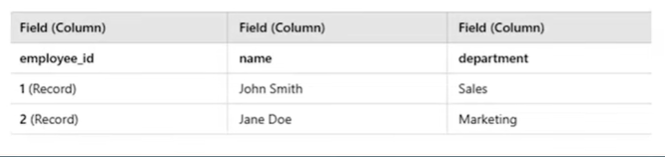 Field (Column) Field (Column) Field (Column)
employee_id name department
1 (Record) John Smith Sales
2 (Record) Jane Doe Marketing